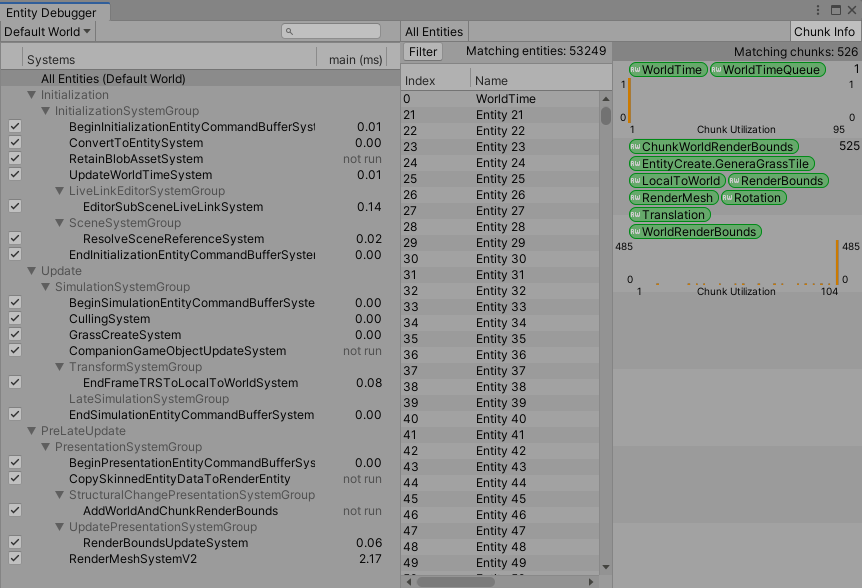 Entity Debugger
Default World
All Entities
Chunk Info
Systems
main (ms)
All Entities (Default World)
Initialization
InitializationSystemGroup
BeginInitializationEntityCommandBufferSyst 0.01
ConvertToEntitySystem 0.00
RetainBlobAssetSystem not run
UpdateWorldTimeSystem 0.01
LiveLinkEditorSystemGroup
EditorSubSceneLiveLinkSystem 0.14
SceneSystemGroup
ResolveSceneReferenceSystem 0.02
EndInitializationEntityCommandBufferSyster 0.00
Update
SimulationSystemGroup
BeginSimulationEntityCommandBufferSyste 0.00
CullingSystem 0.00
GrassCreateSystem 0.00
CompanionGameObjectUpdateSystem not run
TransformSystemGroup
EndFrameTRSToLocalToWorldSystem 0.08
LateSimulationSystemGroup
EndSimulationEntityCommandBufferSystem 0.00
PreLateUpdate
PresentationSystemGroup
BeginPresentationEntityCommandBufferSys 0.00
CopySkinnedEntityDataToRenderEntity not run
StructuralChangePresentationSystemGroup
AddWorldAndChunkRenderBounds not run
UpdatePresentationSystemGroup
RenderBoundsUpdateSystem 0.06
RenderMeshSystemV2 2.17
Filter
Matching entities: 53249
Index Name
0 WorldTime
21 Entity 21
22 Entity 22
23 Entity 23
24 Entity 24
25 Entity 25
26 Entity 26
27 Entity 27
28 Entity 28
29 Entity 29
30 Entity 30
31 Entity 31
32 Entity 32
33 Entity 33
34 Entity 34
35 Entity 35
36 Entity 36
37 Entity 37
38 Entity 38
39 Entity 39
40 Entity 40
41 Entity 41
42 Entity 42
43 Entity 43
44 Entity 44
45 Entity 45
46 Entity 46
47 Entity 47
48 Entity 48
49 Entity 49
Matching chunks: 526
RW WorldTime RW WorldTimeQueue 1
1 1
0 0
1 Chunk Utilization 95
RW ChunkWorldRenderBounds 525
RW EntityCreate.GeneraGrassTile
RW LocalToWorld RW RenderBounds
RW RenderMesh RW Rotation
RW Translation
RW WorldRenderBounds
485 485
0 0
1 Chunk Utilization 104